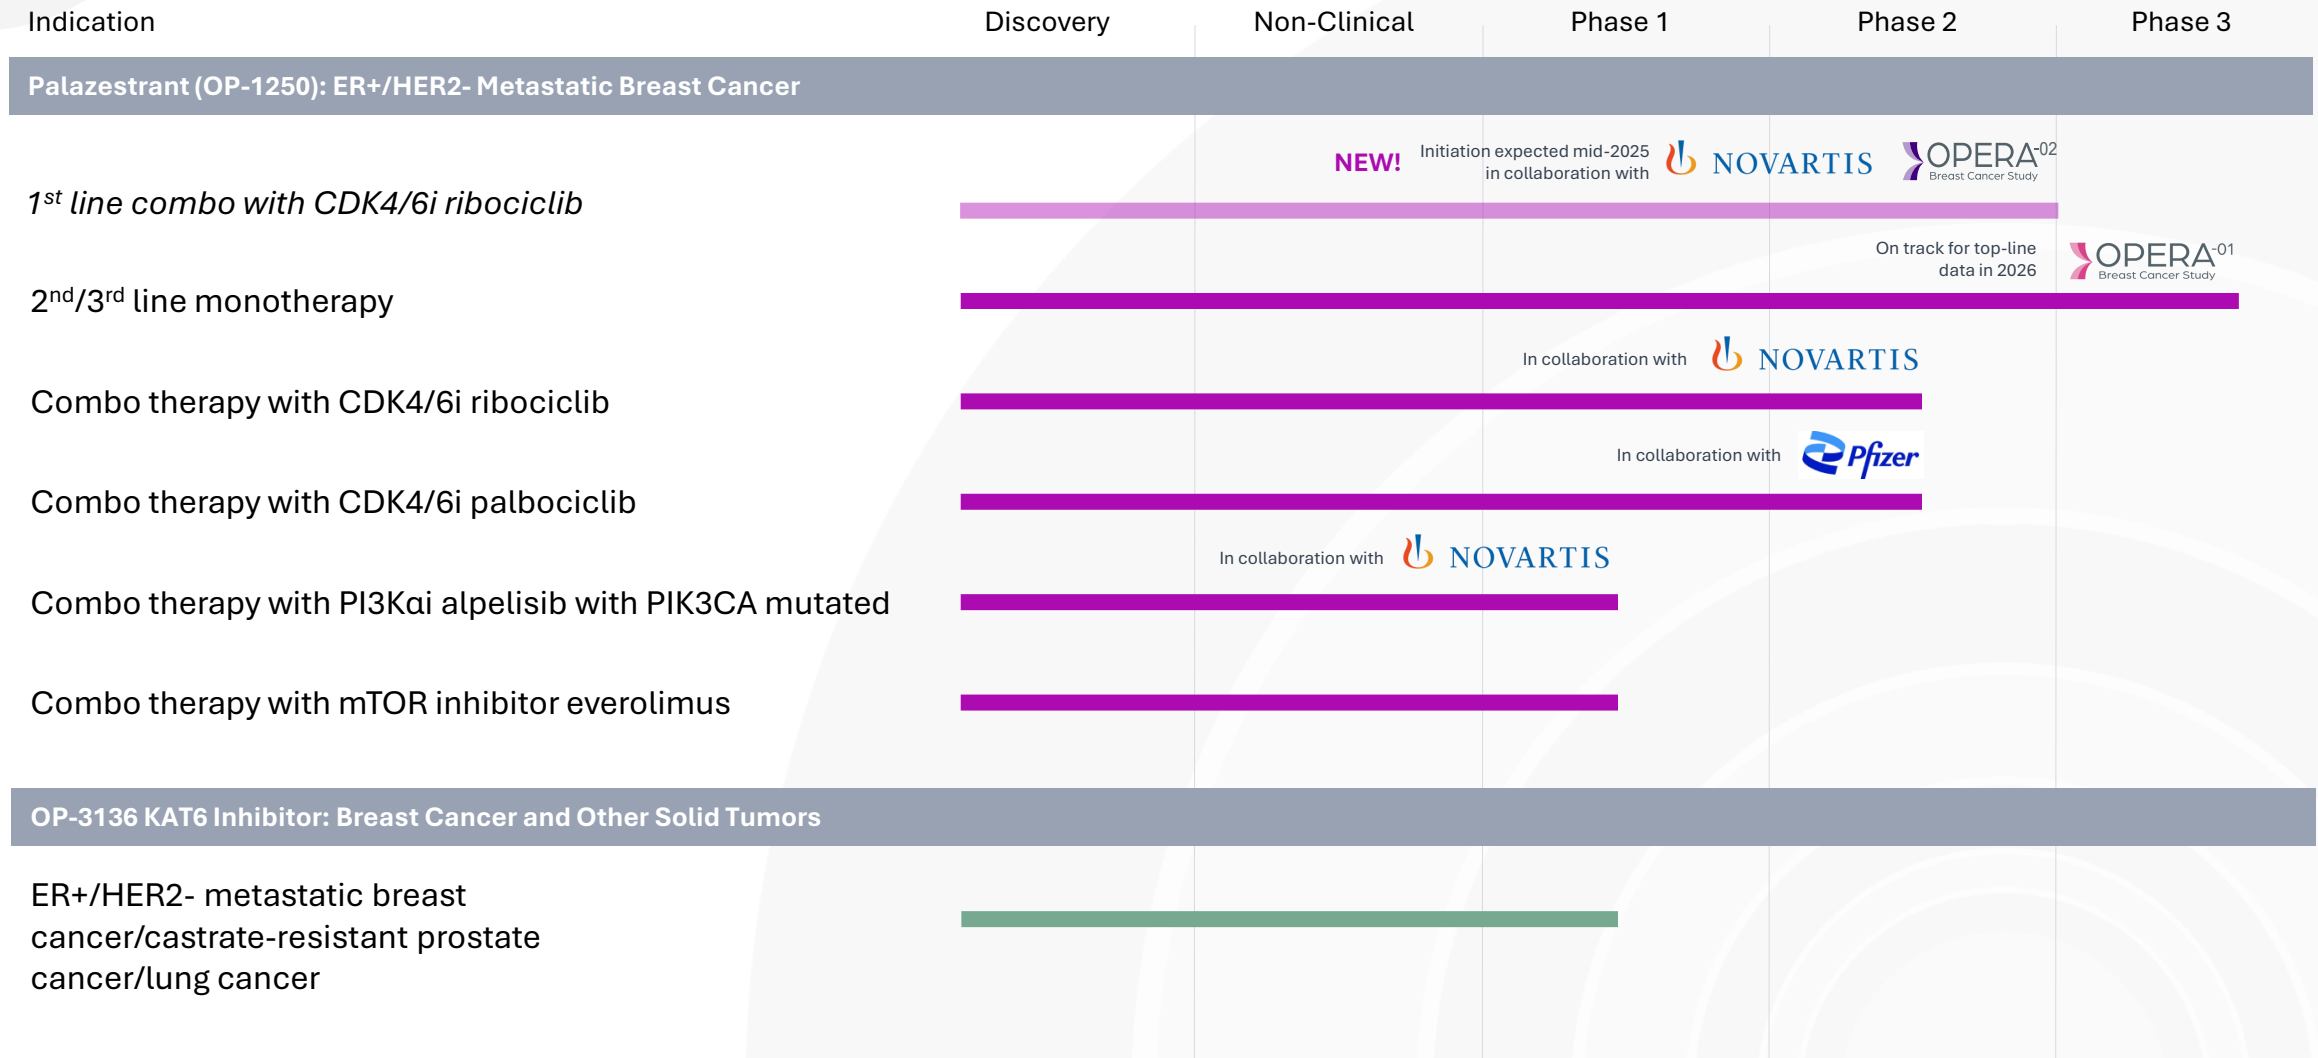 Indication Discovery Non-Clinical Phase 1 Phase 2 Phase 3
Palazestrant (OP-1250): ER+/HER2- Metastatic Breast Cancer
NEW! Initiation expected mid-2025
in collaboration with
NOVARTIS
OPERA-02
Breast Cancer Study
1st line combo with CDK4/6i ribociclib
On track for top-line
data in 2026
OPERA-01
Breast Cancer Study
2nd/3rd line monotherapy
In collaboration with NOVARTIS
Combo therapy with CDK4/6i ribociclib
In collaboration with Pfizer
Combo therapy with CDK4/6i palbociclib
In collaboration with NOVARTIS
Combo therapy with PI3Kαi alpelisib with PIK3CA mutated
Combo therapy with mTOR inhibitor everolimus
OP-3136 KAT6 Inhibitor: Breast Cancer and Other Solid Tumors
ER+/HER2- metastatic breast
cancer/castrate-resistant prostate
cancer/lung cancer